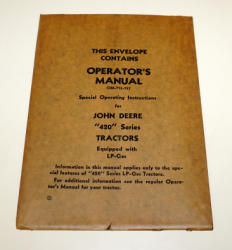 THIS ENVELOPE
CONTAINS
OPERATOR'S
MANUAL
Special Operating Instructions
for
JOHN DEERE
"420" Series
TRACTORS
Equipped with
LP-Gas
Information in this manual applies only to the spe-
cial features of "420" Series LP-Gas Tractors.
For additional information see the regular Opera-
tor's Manual for your tractor.